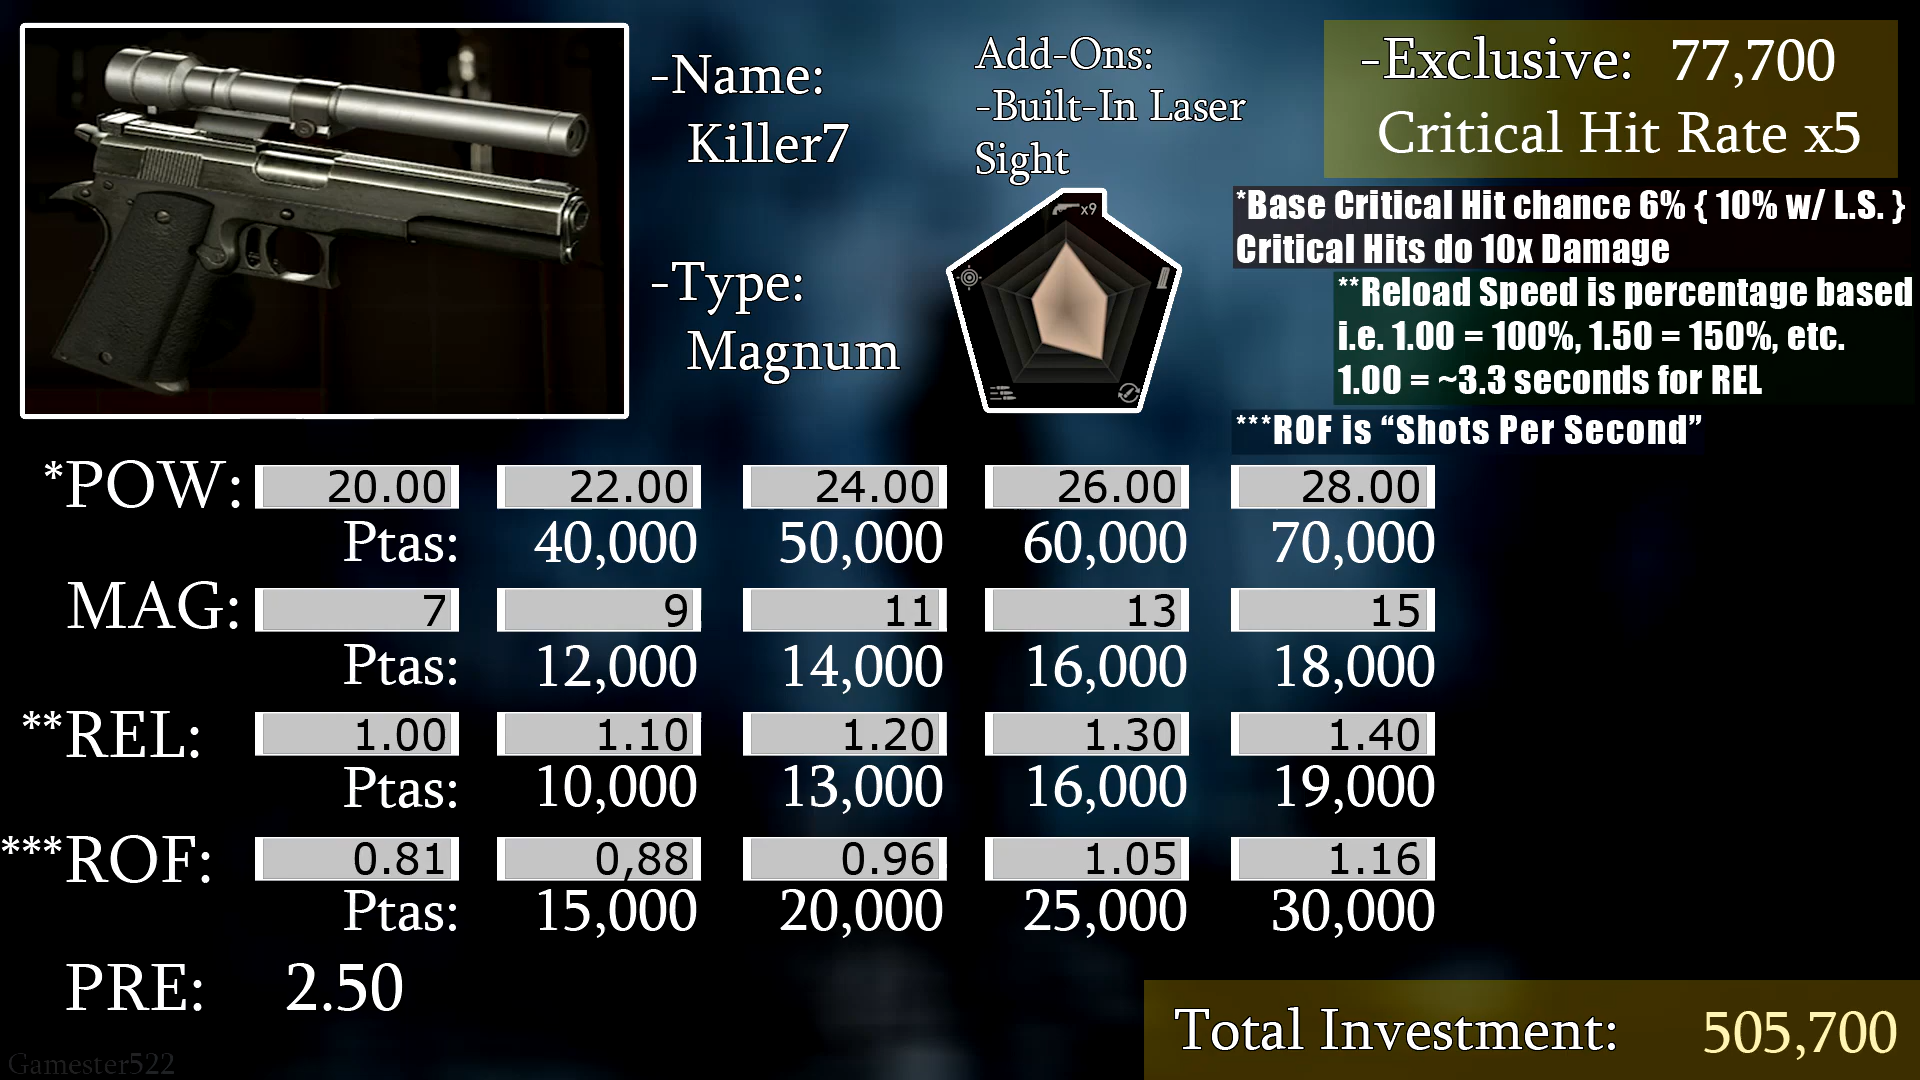 -Name:
Killer7
-Type:
Magnum
Add-Ons:
-Built-In Laser
Sight
x9
-Exclusive: 77,700
Critical Hit Rate x5
*Base Critical Hit chance 6% { 10% w/ L.S. }
Critical Hits do 10x Damage
**Reload Speed is percentage based
i.e. 1.00 = 100%, 1.50 = 150%, etc.
1.00 = ~3.3 seconds for REL
***ROF is “Shots Per Second”
*POW: 20.00 22.00 24.00 26.00 28.00
Ptas: 40,000 50,000 60,000 70,000
MAG: 7 9 11 13 15
Ptas: 12,000 14,000 16,000 18,000
**REL: 1.00 1.10 1.20 1.30 1.40
Ptas: 10,000 13,000 16,000 19,000
***ROF: 0.81 0,88 0.96 1.05 1.16
Ptas: 15,000 20,000 25,000 30,000
PRE: 2.50
Total Investment: 505,700
Gamester522